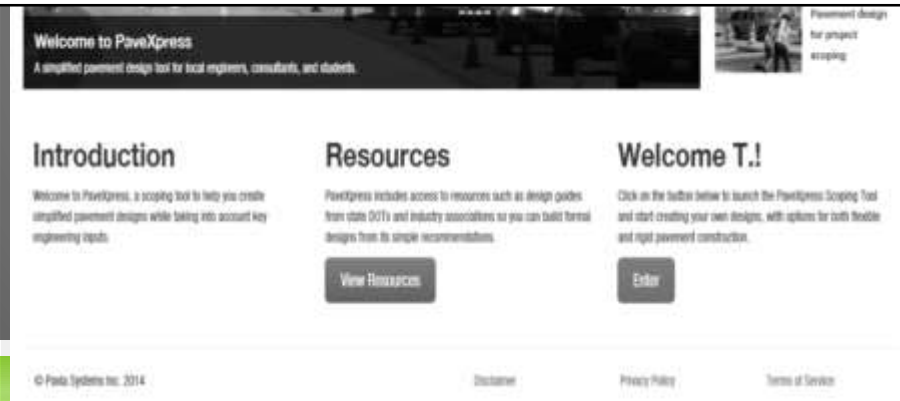 Welcome to PaveXpress
A simplified pavement design tool for local engineers, consultants, and students.
Pavement design
for project
scoping
Introduction
Welcome to PaveXpress, a scoping tool to help you create
simplified pavement designs while taking into account key
engineering inputs.
Resources
PaveXpress includes access to resources such as design guides
from state DOTs and industry associations so you can build formal
designs from its simple recommendations.
View Resources
Welcome T.!
Click on the button below to launch the PaveXpress Scoping Tool
and start creating your own designs, with options for both flexible
and rigid pavement construction.
Enter
© Pavia Systems Inc. 2014
Disclaimer
Privacy Policy
Terms of Service